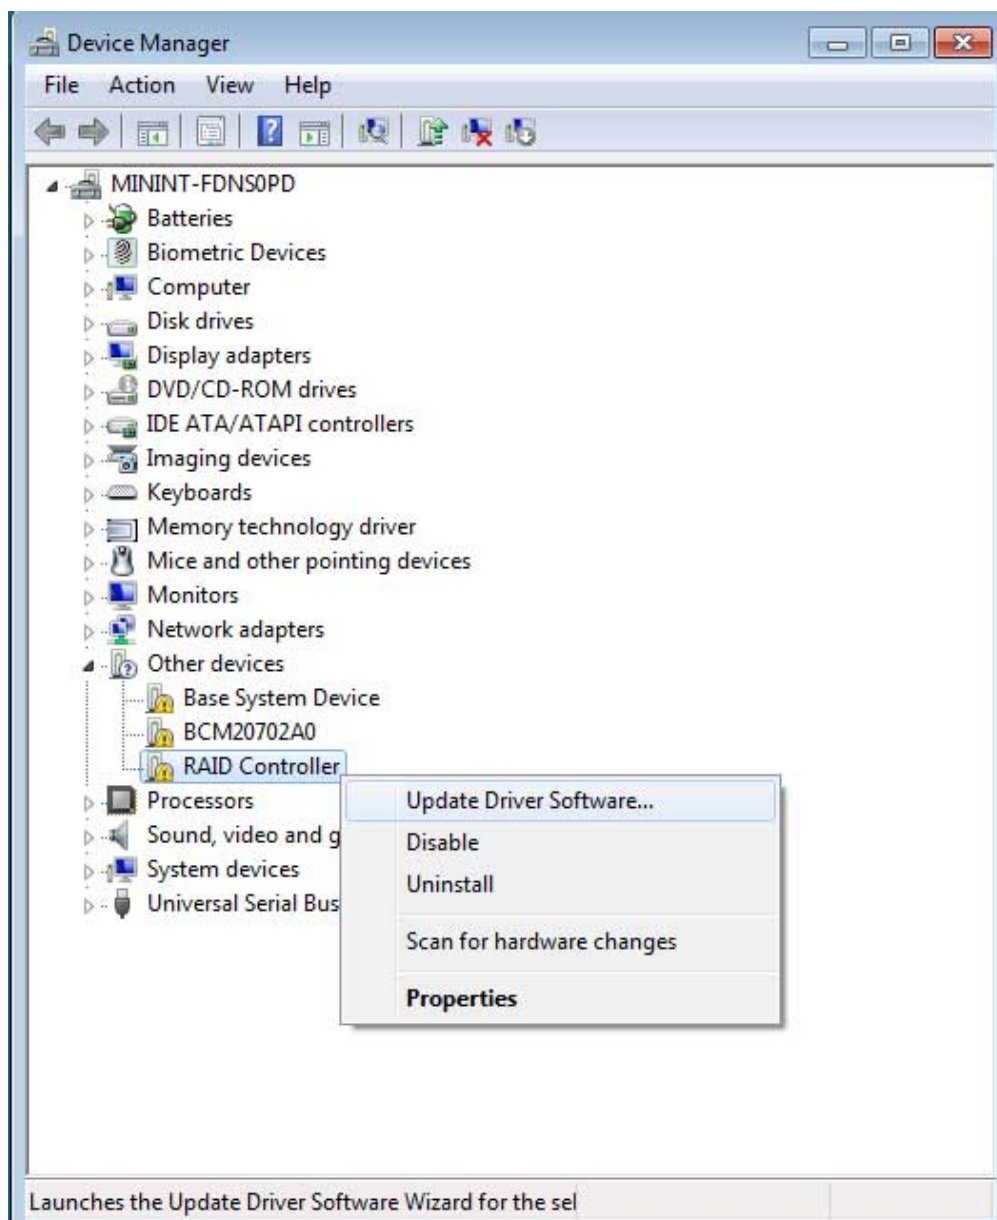 Device Manager
File Action View Help
MININT-FDNS0PD
Batteries
Biometric Devices
Computer
Disk drives
Display adapters
DVD/CD-ROM drives
IDE ATA/ATAPI controllers
Imaging devices
Keyboards
Memory technology driver
Mice and other pointing devices
Monitors
Network adapters
Other devices
Base System Device
BCM20702A0
RAID Controller
Processors
Sound, video and g
System devices
Universal Serial Bus
Update Driver Software...
Disable
Uninstall
Scan for hardware changes
Properties
Launches the Update Driver Software Wizard for the sel